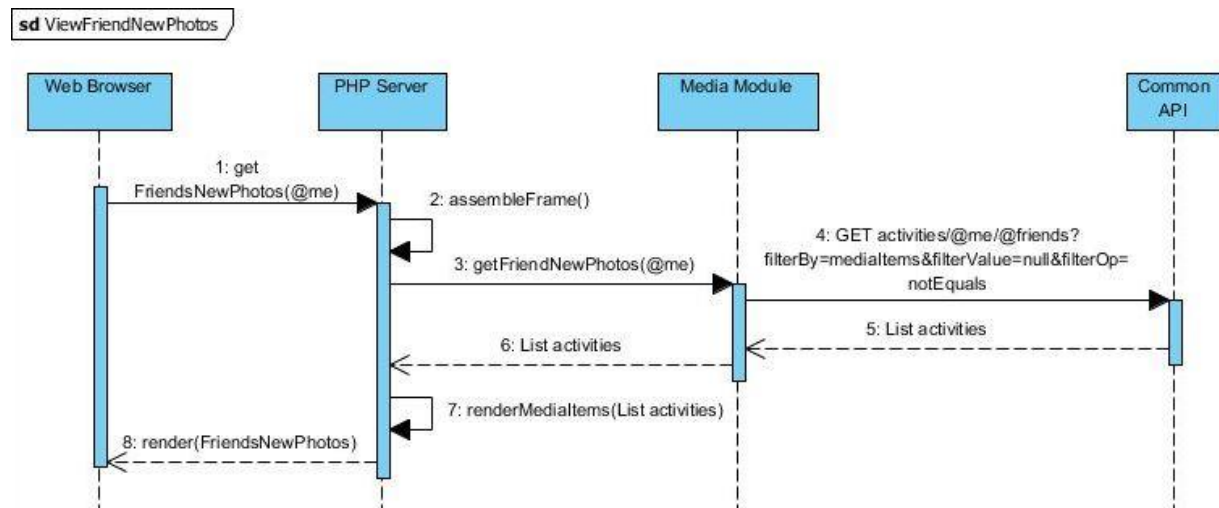 sd ViewFriendNewPhotos
Web Browser
PHP Server
Media Module
Common
API
1: get
FriendsNewPhotos(@me)
2: assembleFrame()
3: getFriendNewPhotos(@me)
4: GET activities/@me/@friends?
filterBy=mediaItems&filterValue=null&filterOp=
notEquals
5: List activities
6: List activities
7: renderMediaItems(List activities)
8: render(FriendsNewPhotos)